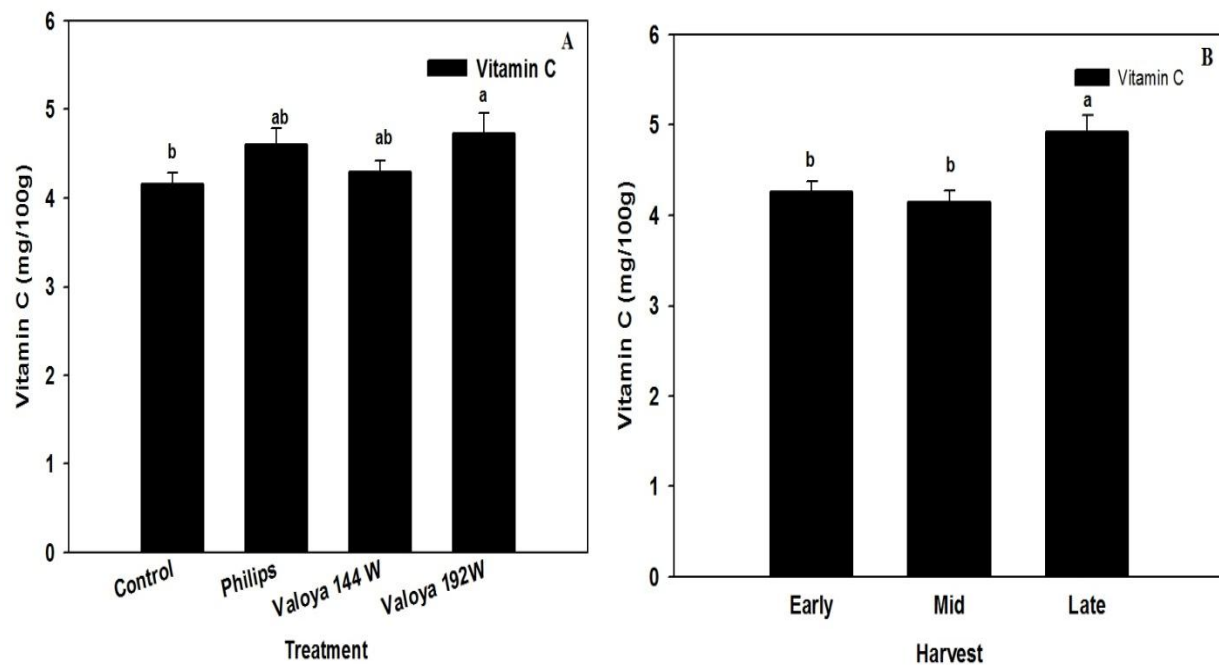 A
Vitamin C
6
5
4
3
2
1
0
Vitamin C (mg/100g)
b
ab
ab
a
Control
Philips
Valoya 144 W
Valoya 192W
Treatment
B
Vitamin C
6
5
4
3
2
1
0
Vitamin C (mg/100g)
b
b
a
Early
Mid
Late
Harvest